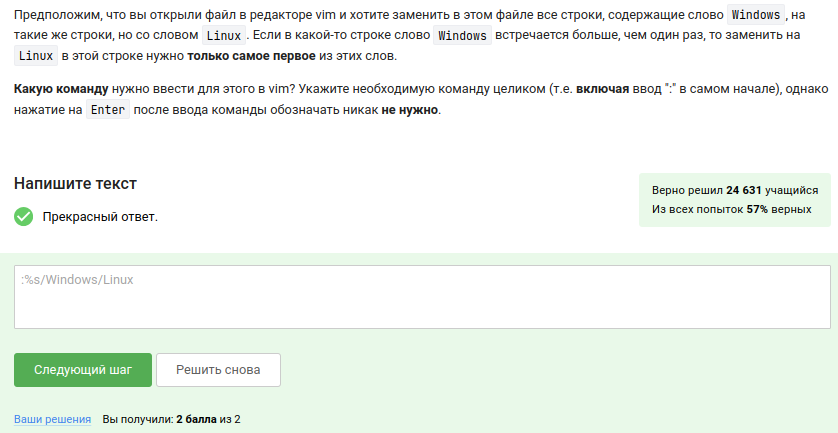 Предположим, что вы открыли файл в редакторе vim и хотите заменить в этом файле все строки, содержащие слово Windows , на
такие же строки, но со словом Linux . Если в какой-то строке слово Windows встречается больше, чем один раз, то заменить на
Linux в этой строке нужно только самое первое из этих слов.
Какую команду нужно ввести для этого в vim? Укажите необходимую команду целиком (т.е. включая ввод ":" в самом начале), однако
нажатие на Enter после ввода команды обозначать никак не нужно.
Напишите текст
Верно решил 24 631 учащийся
Из всех попыток 57% верных
Прекрасный ответ.
:%s/Windows/Linux
Следующий шаг Решить снова
Ваши решения Вы получили: 2 балла из 2